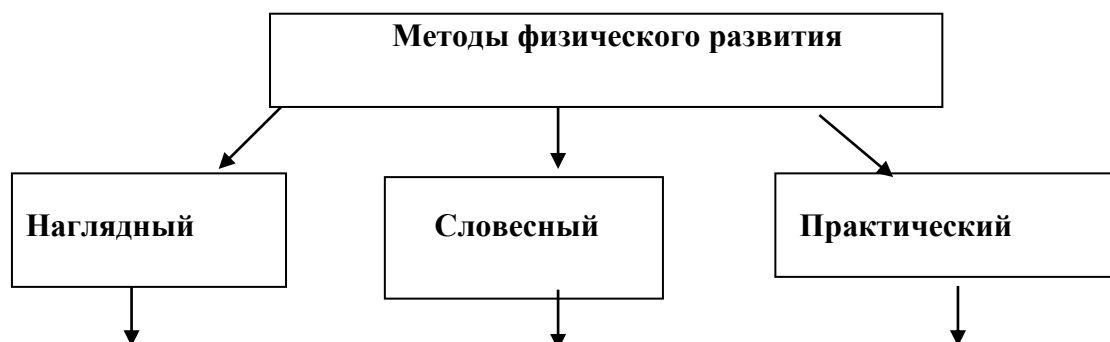 Методы физического развития
Наглядный
Словесный
Практический